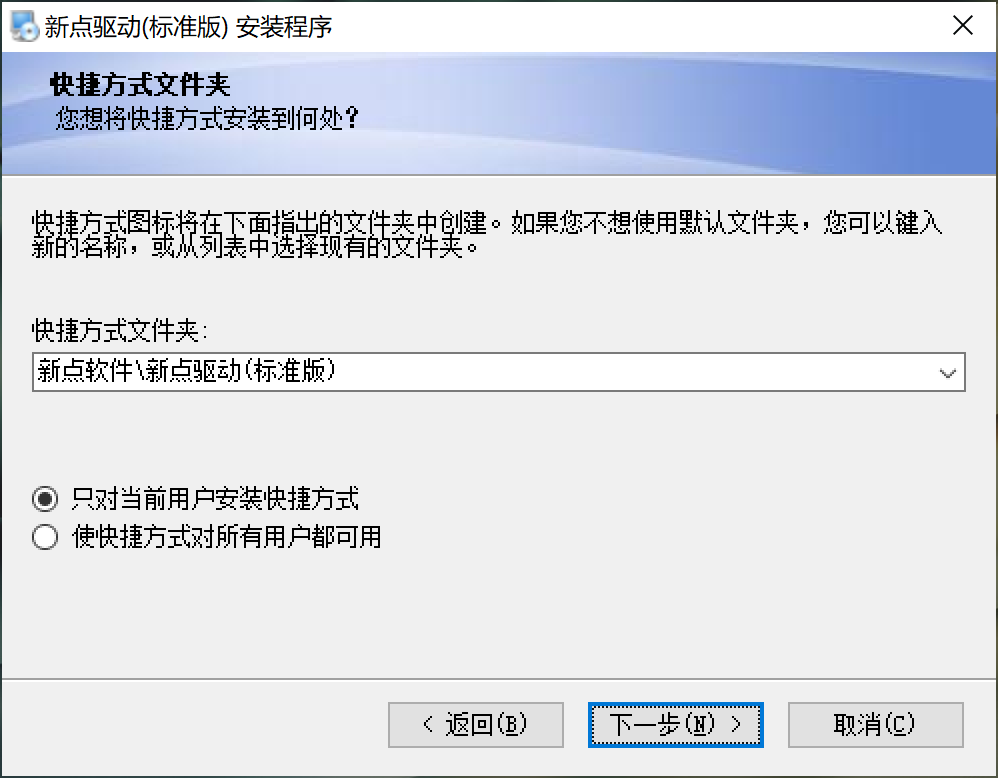 新点驱动(标准版) 安装程序
快捷方式文件夹
您想将快捷方式安装到何处?
快捷方式图标将在下面指出的文件夹中创建。如果您不想使用默认文件夹，您可以键入
新的名称，或从列表中选择现有的文件夹。
快捷方式文件夹:
新点软件\新点驱动(标准版)
只对当前用户安装快捷方式
使快捷方式对所有用户都可用
< 返回(B)
下一步(N) >
取消(C)